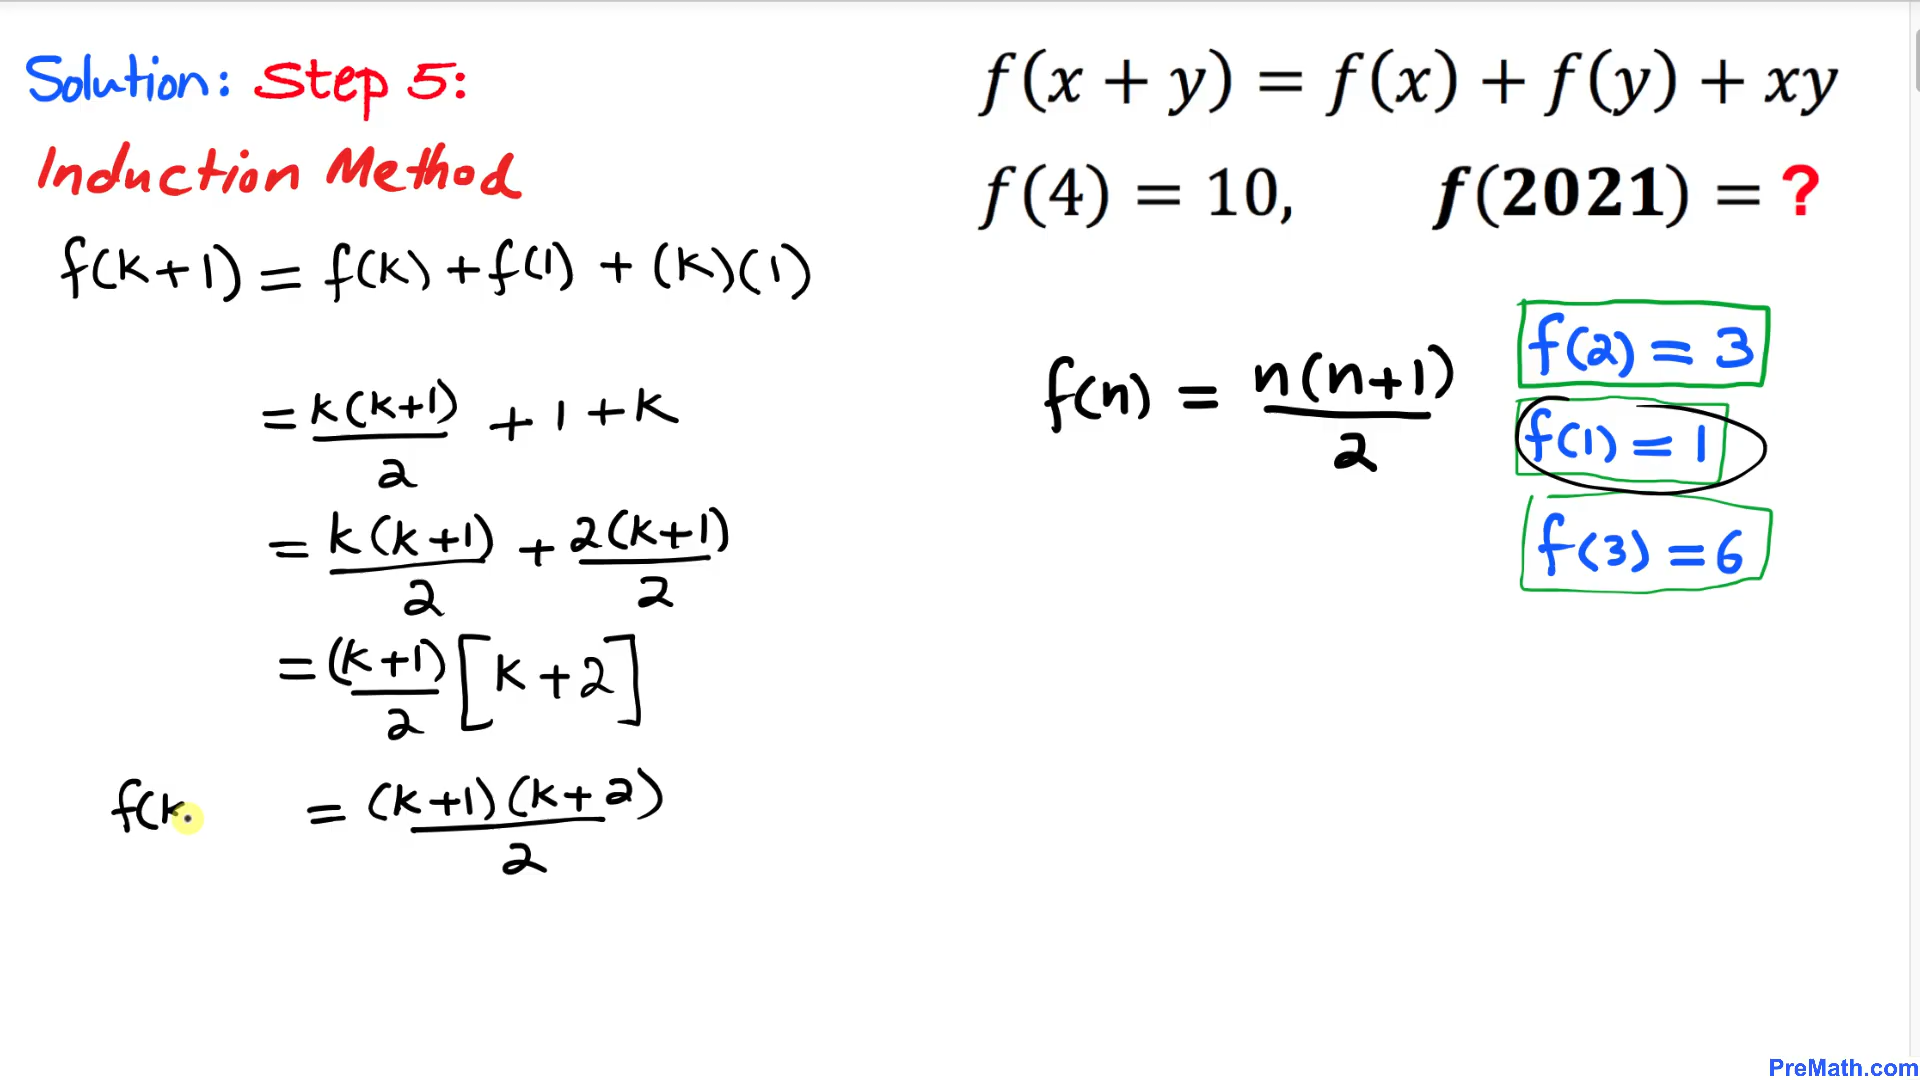 Solution: Step 5:
Induction Method
f(k+1) = f(k) + f(1) + (k)(1)
= k(k+1)/2 + 1 + k
= k(k+1)/2 + 2(k+1)/2
= (k+1)/2 [k+2]
f(k = (k+1)(k+2)/2
f(x + y) = f(x) + f(y) + xy
f(4) = 10, f(2021) = ?
f(n) = n(n+1)/2
f(2) = 3
f(1) = 1
f(3) = 6
PreMath.com